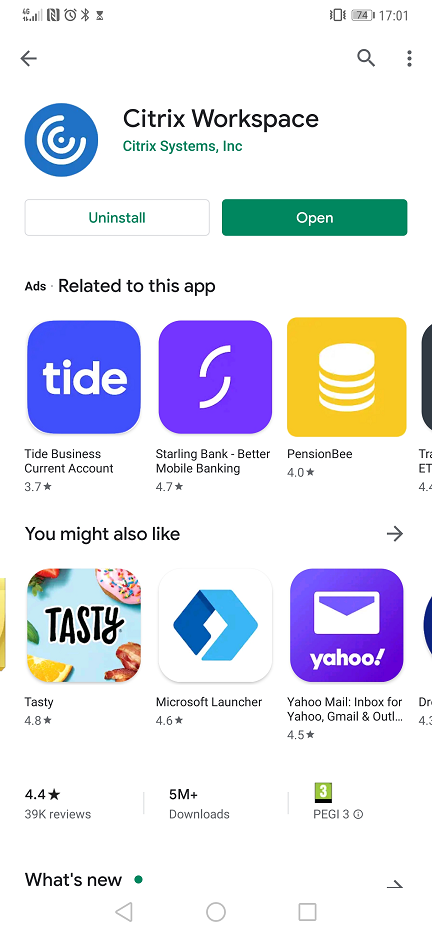 4G
74
17:01
Citrix Workspace
Citrix Systems, Inc
Uninstall
Open
Ads · Related to this app
tide
Tide Business
Current Account
3.7★
Starling Bank - Better
Mobile Banking
4.7★
PensionBee
4.0★
Tra
ET
4.4
You might also like
TASTY
Tasty
4.8★
Microsoft Launcher
4.6★
yahoo!
Yahoo Mail: Inbox for
Yahoo, Gmail & Outl...
4.5★
Dr
4.3
4.4★
39K reviews
5M+
Downloads
3
PEGI 3
What's new